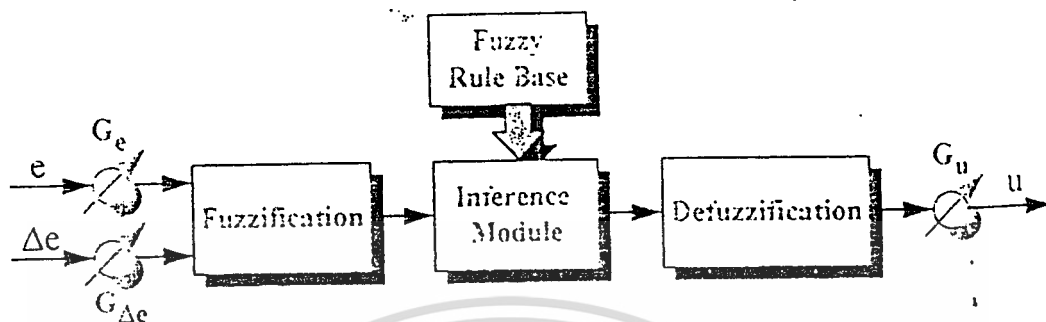 Fuzzy
Rule Base
G_e
e
Fuzzification
Inference
Module
Defuzzification
G_u
u
Δe
G_Δe